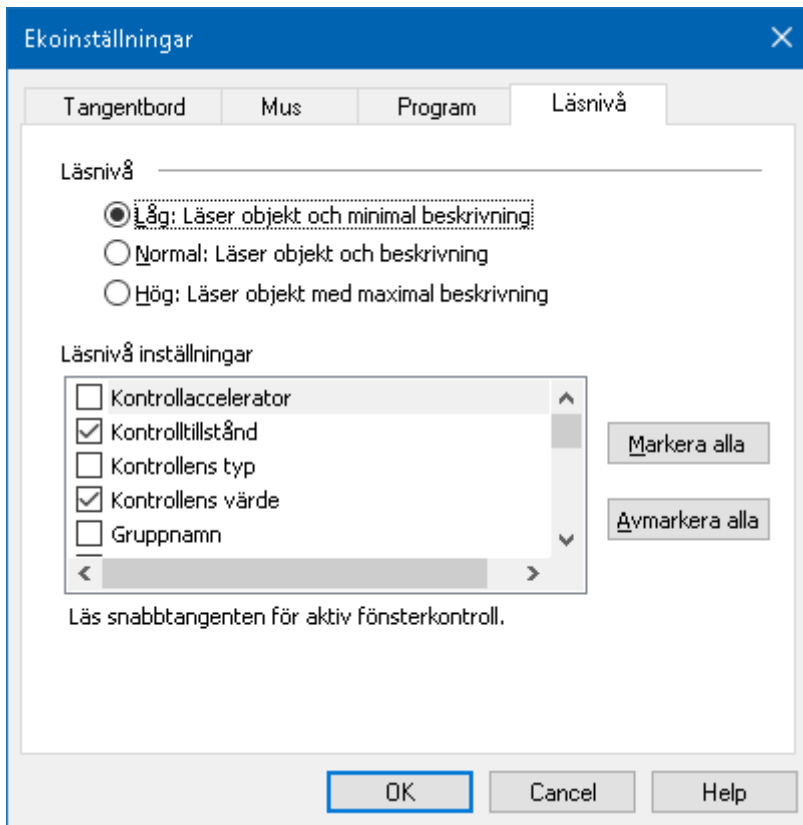 Ekoinställningar
Tangentbord Mus Program Läsnivå
Läsnivå
Låg: Läser objekt och minimal beskrivning
Normal: Läser objekt och beskrivning
Hög: Läser objekt med maximal beskrivning
Läsnivå inställningar
Kontrollaccelerator
Kontrolltillstånd
Kontrollens typ
Kontrollens värde
Gruppnamn
Markera alla
Avmarkera alla
Läs snabbtangenten för aktiv fönsterkontroll.
OK Cancel Help